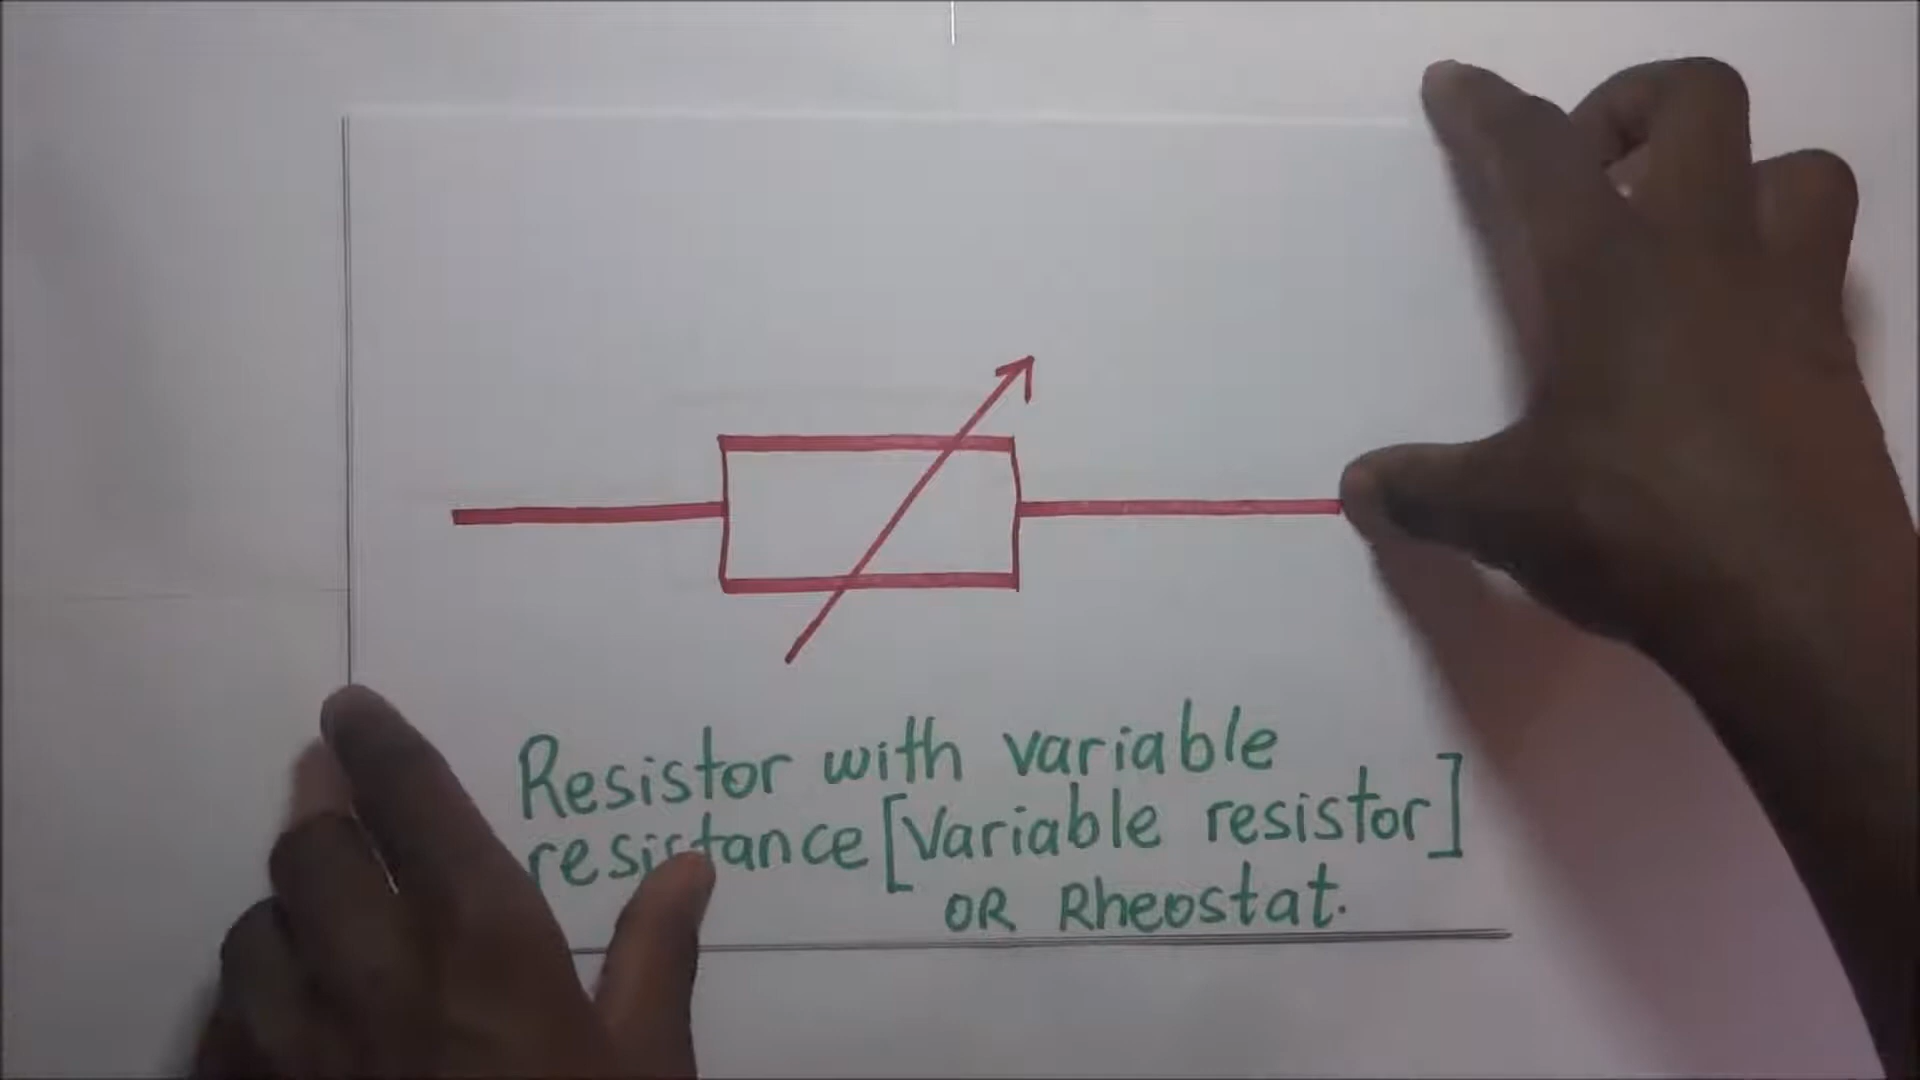 Resistor with variable
resistance [Variable resistor]
OR Rheostat.